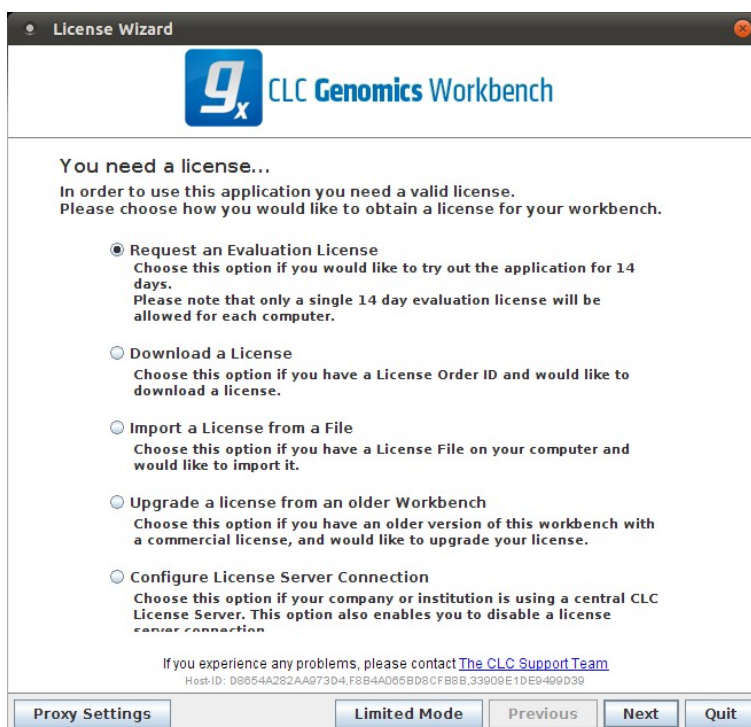 License Wizard
gx CLC Genomics Workbench
You need a license...
In order to use this application you need a valid license.
Please choose how you would like to obtain a license for your workbench.
Request an Evaluation License
Choose this option if you would like to try out the application for 14
days.
Please note that only a single 14 day evaluation license will be
allowed for each computer.
Download a License
Choose this option if you have a License Order ID and would like to
download a license.
Import a License from a File
Choose this option if you have a License File on your computer and
would like to import it.
Upgrade a license from an older Workbench
Choose this option if you have an older version of this workbench with
a commercial license, and would like to upgrade your license.
Configure License Server Connection
Choose this option if your company or institution is using a central CLC
License Server. This option also enables you to disable a license
server connection
If you experience any problems, please contact The CLC Support Team
Host-ID: D8654A282AA973D4,F8B4A065BD8CFB8B,33909E1DE9499D39
Proxy Settings
Limited Mode
Previous
Next
Quit